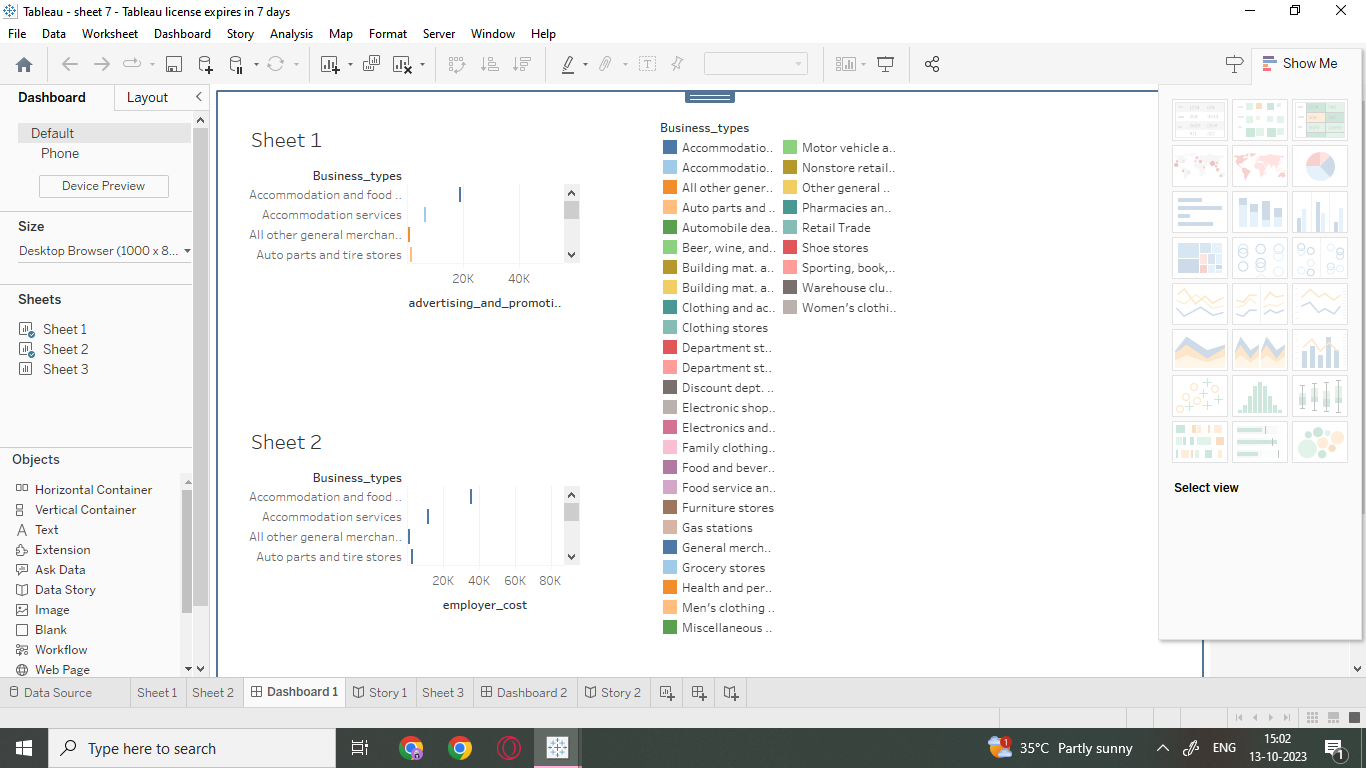 Tableau - sheet 7 - Tableau license expires in 7 days
File Data Worksheet Dashboard Story Analysis Map Format Server Window Help
Show Me
Dashboard Layout
Default
Phone
Device Preview
Size
Desktop Browser (1000 x 8...
Sheets
Sheet 1
Sheet 2
Sheet 3
Objects
Horizontal Container
Vertical Container
Text
Extension
Ask Data
Data Story
Image
Blank
Workflow
Web Page
Sheet 1
Business_types
Accommodation and food ..
Accommodation services
All other general merchan..
Auto parts and tire stores
20K 40K
advertising_and_promoti..
Sheet 2
Business_types
Accommodation and food ..
Accommodation services
All other general merchan..
Auto parts and tire stores
20K 40K 60K 80K
employer_cost
Business_types
Accommodatio..
Accommodatio..
All other gener..
Auto parts and ..
Automobile dea..
Beer, wine, and..
Building mat. a..
Building mat. a..
Clothing and ac..
Clothing stores
Department st..
Department st..
Discount dept. ..
Electronic shop..
Electronics and..
Family clothing..
Food and bever..
Food service an..
Furniture stores
Gas stations
General merch..
Grocery stores
Health and per..
Men's clothing ..
Miscellaneous ..
Motor vehicle a..
Nonstore retail..
Other general ..
Pharmacies an..
Retail Trade
Shoe stores
Sporting, book,..
Warehouse clu..
Women's clothi..
Select view
Data Source Sheet 1 Sheet 2 Dashboard 1 Story 1 Sheet 3 Dashboard 2 Story 2
Type here to search
1
35°C Partly sunny
ENG
15:02
13-10-2023
1